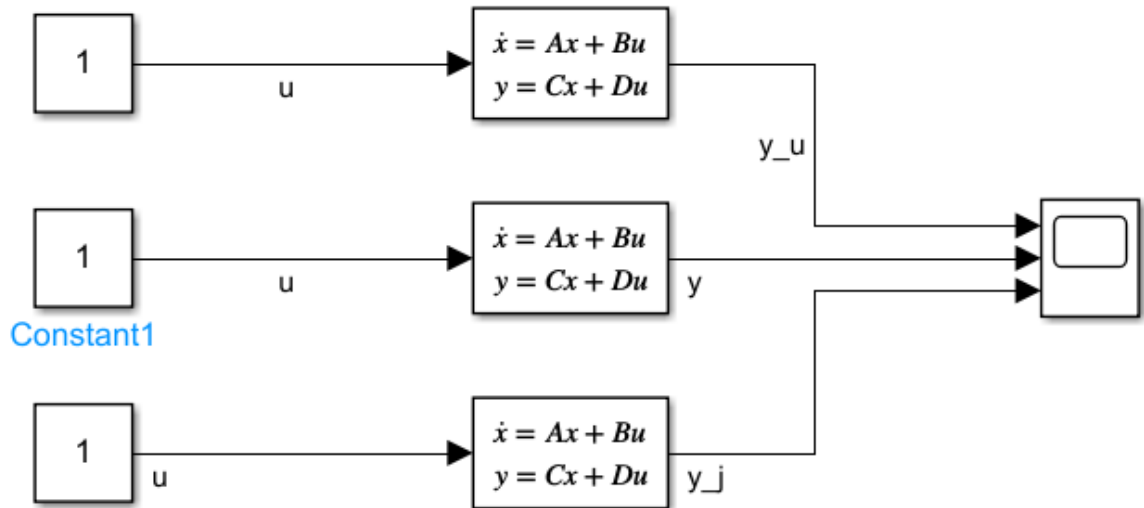 1
u
ẋ = Ax + Bu
y = Cx + Du
y_u
1
Constant1
u
ẋ = Ax + Bu
y = Cx + Du
y
1
u
ẋ = Ax + Bu
y = Cx + Du
y_j